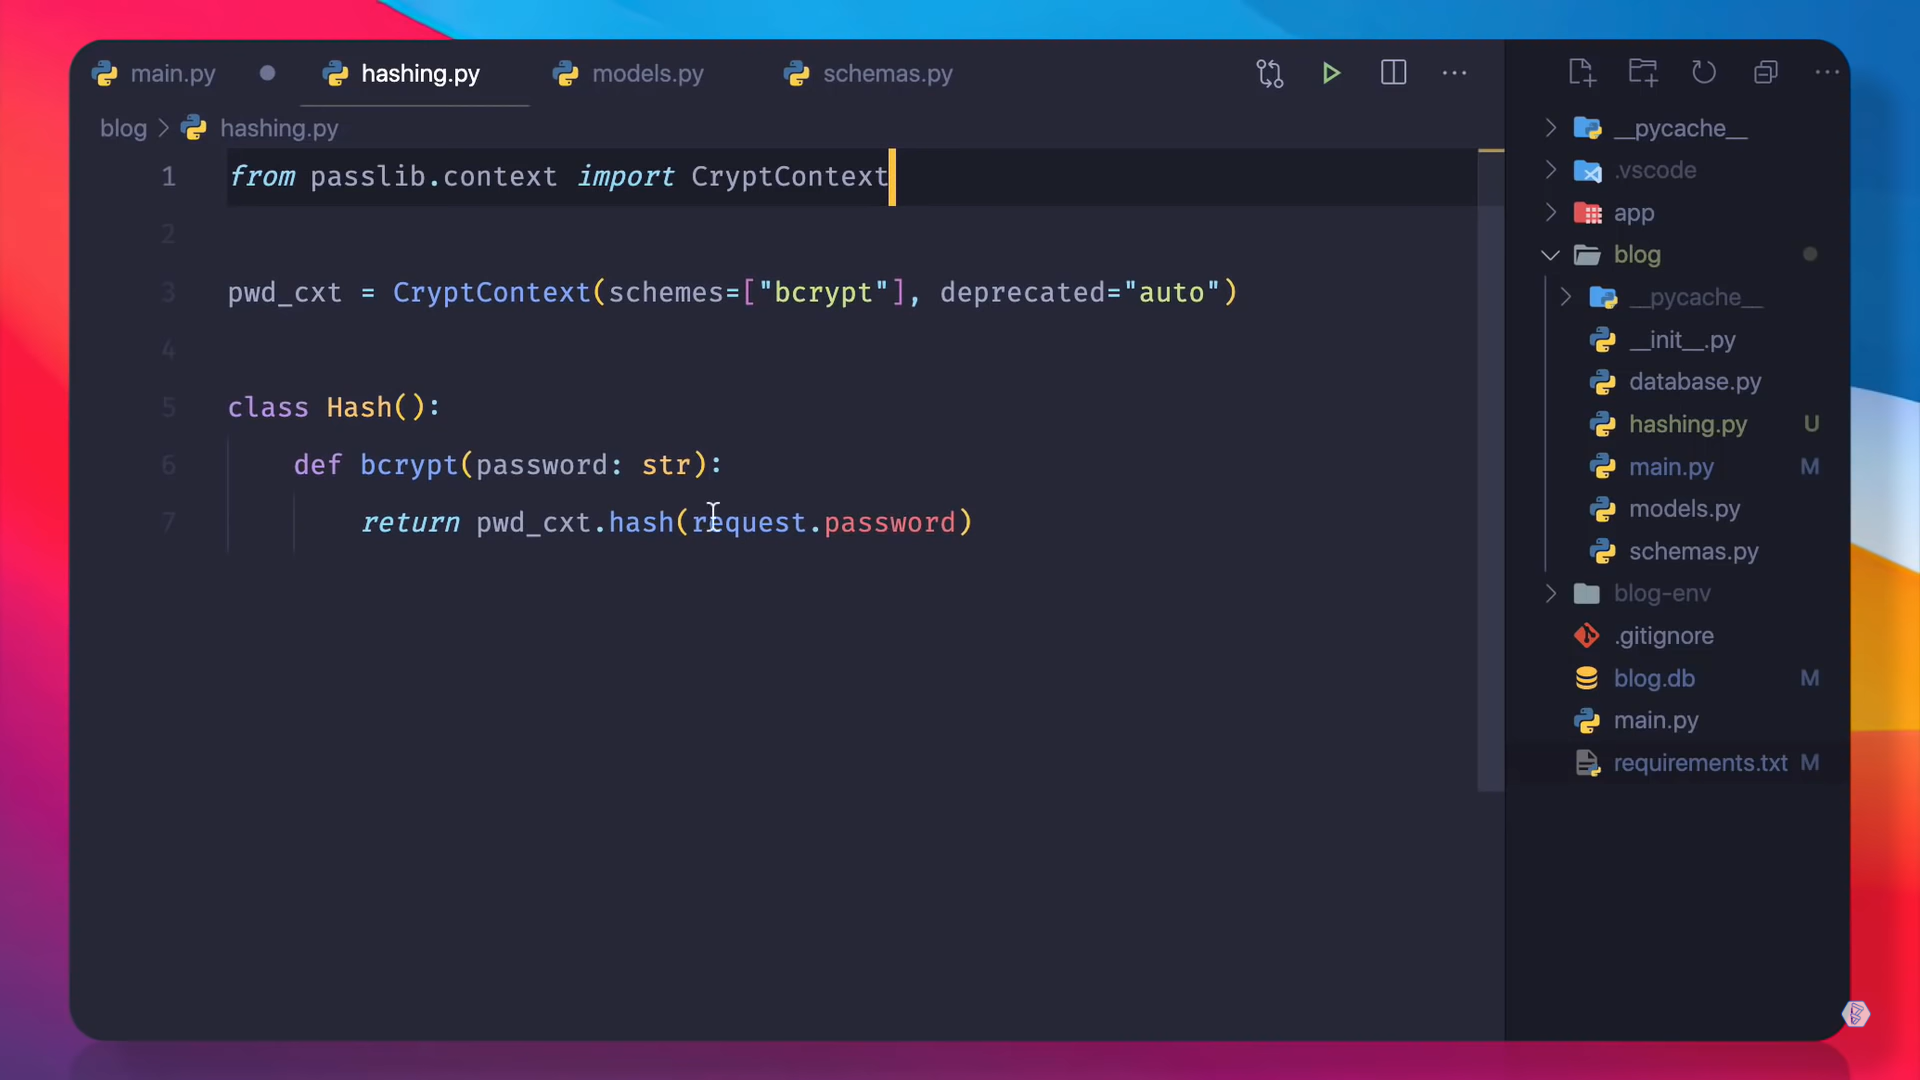 main.py hashing.py models.py schemas.py
blog > hashing.py
1 from passlib.context import CryptContext
2
3 pwd_cxt = CryptContext(schemes=["bcrypt"], deprecated="auto")
4
5 class Hash():
6 def bcrypt(password: str):
7 return pwd_cxt.hash(request.password)
__pycache__
.vscode
app
blog
__pycache__
__init__.py
database.py
hashing.py U
main.py M
models.py
schemas.py
blog-env
.gitignore
blog.db M
main.py
requirements.txt M